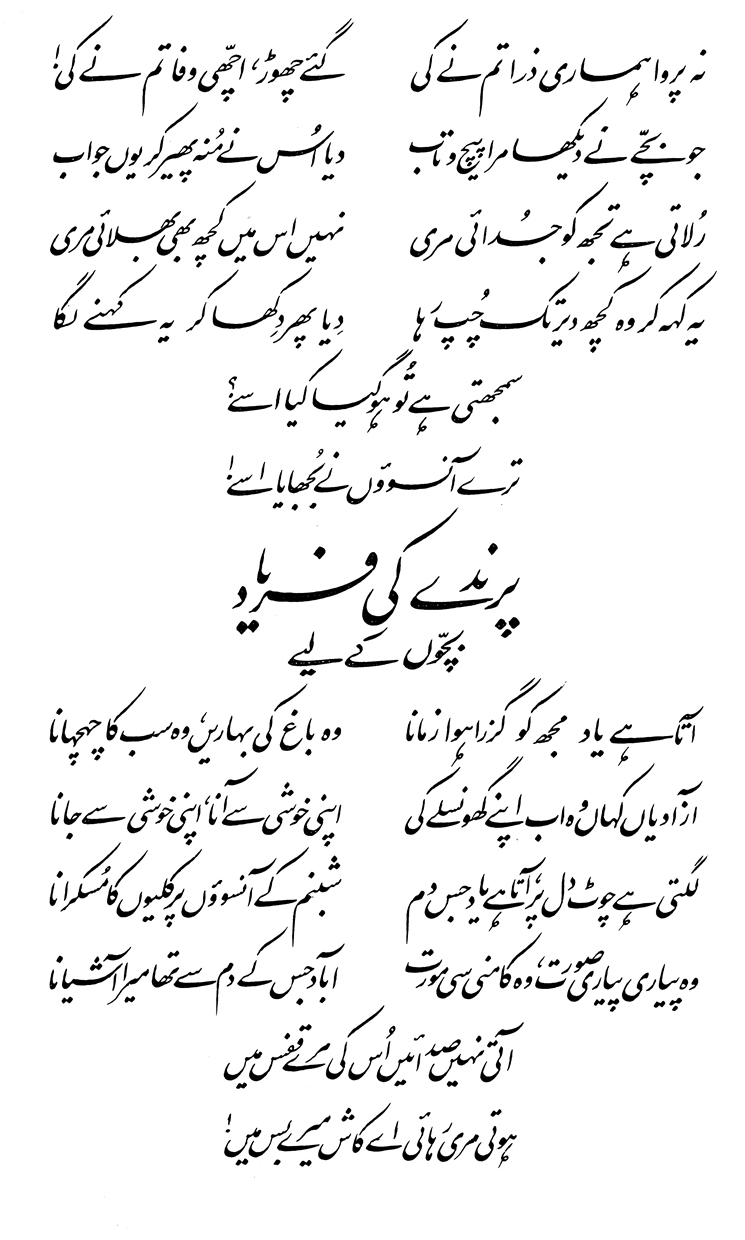 نہ پروا ہماری ذرا تم نے کی گئے چھوڑ، اچھّی وفا تم نے کی!
جو بچّے نے دیکھا مرا پیچ و تاب دیا اُس نے مُنہ پھیر کر یوں جواب
رُلاتی ہے تجھ کو جُدائی مری نہیں اس میں کچھ بھی بھلائی مری
یہ کہہ کر وہ کچھ دیر تک چُپ رہا دِیا پھر دِکھا کر یہ کہنے لگا
سمجھتی ہے تُو ہو گیا کیا اسے؟
ترے آنسوؤں نے بُجھایا اسے!
پرندے کی فریاد
بچّوں کے لیے
آتا ہے یاد مجھ کو گزرا ہوا زمانا وہ باغ کی بہاریں، وہ سب کا چہچہانا
آزادیاں کہاں وہ اب اپنے گھونسلے کی اپنی خوشی سے آنا، اپنی خوشی سے جانا
لگتی ہے چوٹ دل پر، آتا ہے یاد جس دم شبنم کے آنسوؤں پر کلیوں کا مُسکرانا
وہ پیاری پیاری صورت، وہ کامنی سی مورت آباد جس کے دم سے تھا میرا آشیانا
آتی نہیں صدائیں اُس کی مرے قفس میں
ہوتی مری رہائی اے کاش میرے بس میں!